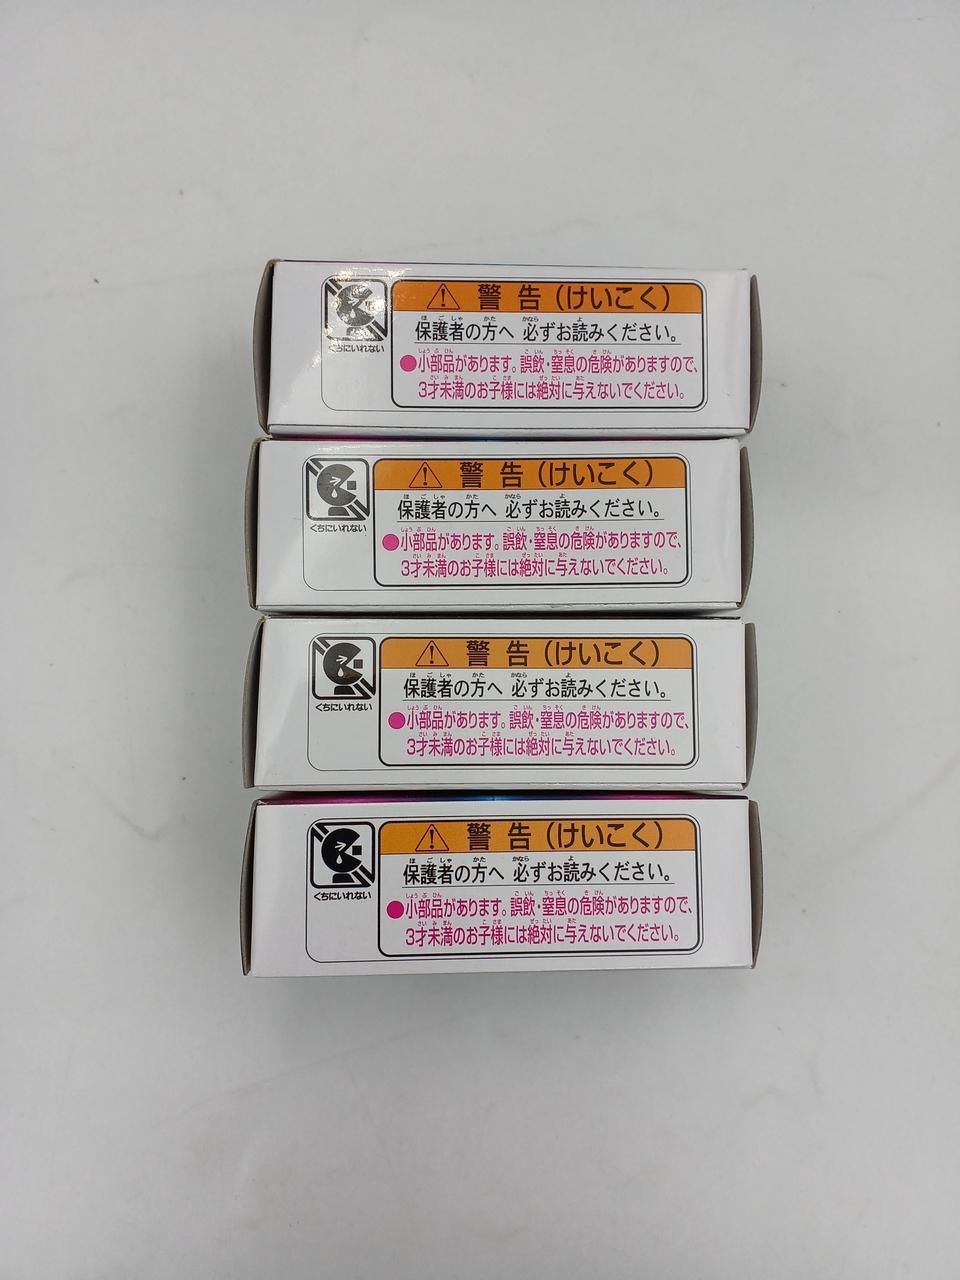 警告(けいこく)
保護者の方へ 必ずお読みください。
●小部品があります。誤飲・窒息の危険がありますので、
3才未満のお子様には絶対に与えないでください。
くちにいれない
警告(けいこく)
保護者の方へ 必ずお読みください。
●小部品があります。誤飲・窒息の危険がありますので、
3才未満のお子様には絶対に与えないでください。
くちにいれない
警告(けいこく)
保護者の方へ 必ずお読みください。
●小部品があります。誤飲・窒息の危険がありますので、
3才未満のお子様には絶対に与えないでください。
くちにいれない
警告(けいこく)
保護者の方へ 必ずお読みください。
●小部品があります。誤飲・窒息の危険がありますので、
3才未満のお子様には絶対に与えないでください。
くちにいれない